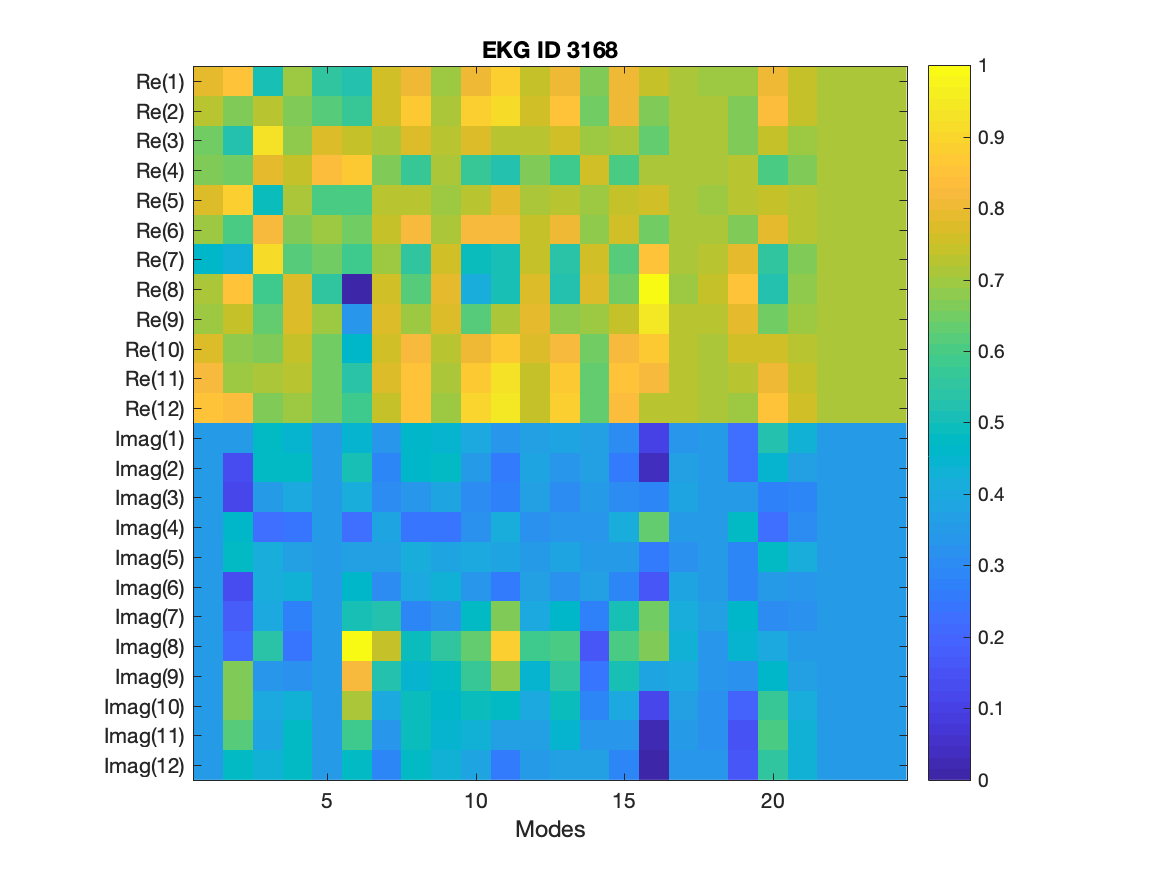 EKG ID 3168
Re(1)
Re(2)
Re(3)
Re(4)
Re(5)
Re(6)
Re(7)
Re(8)
Re(9)
Re(10)
Re(11)
Re(12)
Imag(1)
Imag(2)
Imag(3)
Imag(4)
Imag(5)
Imag(6)
Imag(7)
Imag(8)
Imag(9)
Imag(10)
Imag(11)
Imag(12)
5 10 15 20
Modes
1
0.9
0.8
0.7
0.6
0.5
0.4
0.3
0.2
0.1
0